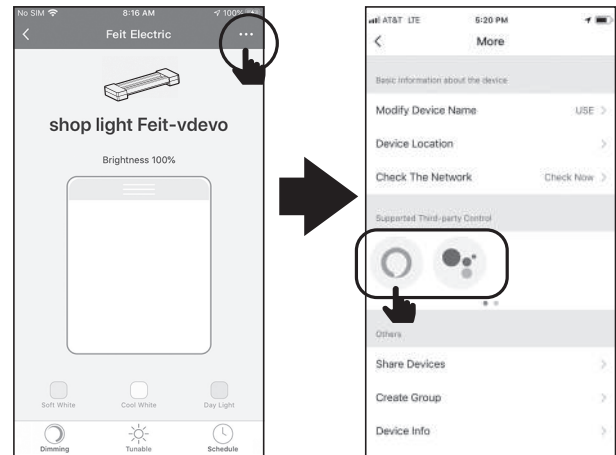 No SIM 8:16 AM 100%
Feit Electric
shop light Feit-vdevo
Brightness 100%
Soft White Cool White Day Light
Dimming Tunable Schedule
AT&T LTE 5:20 PM
More
Basic information about the device
Modify Device Name USE
Device Location
Check The Network Check Now
Supported Third-party Control
Others
Share Devices
Create Group
Device Info